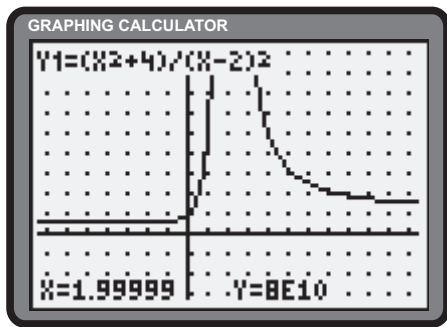 GRAPHING CALCULATOR
Y1=(X²+4)/(X-2)²
X=1.99999 Y=8E10